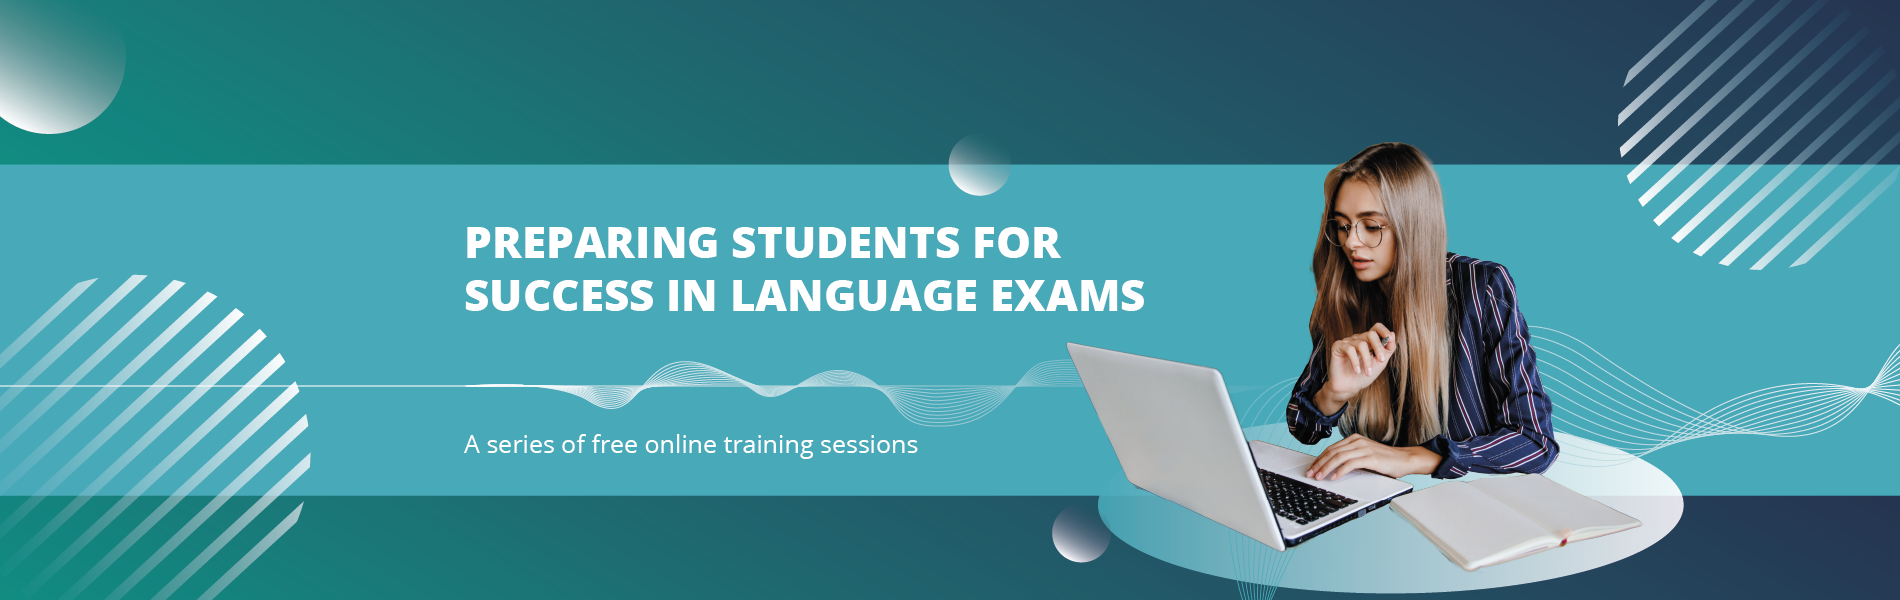 PREPARING STUDENTS FOR
SUCCESS IN LANGUAGE EXAMS
A series of free online training sessions